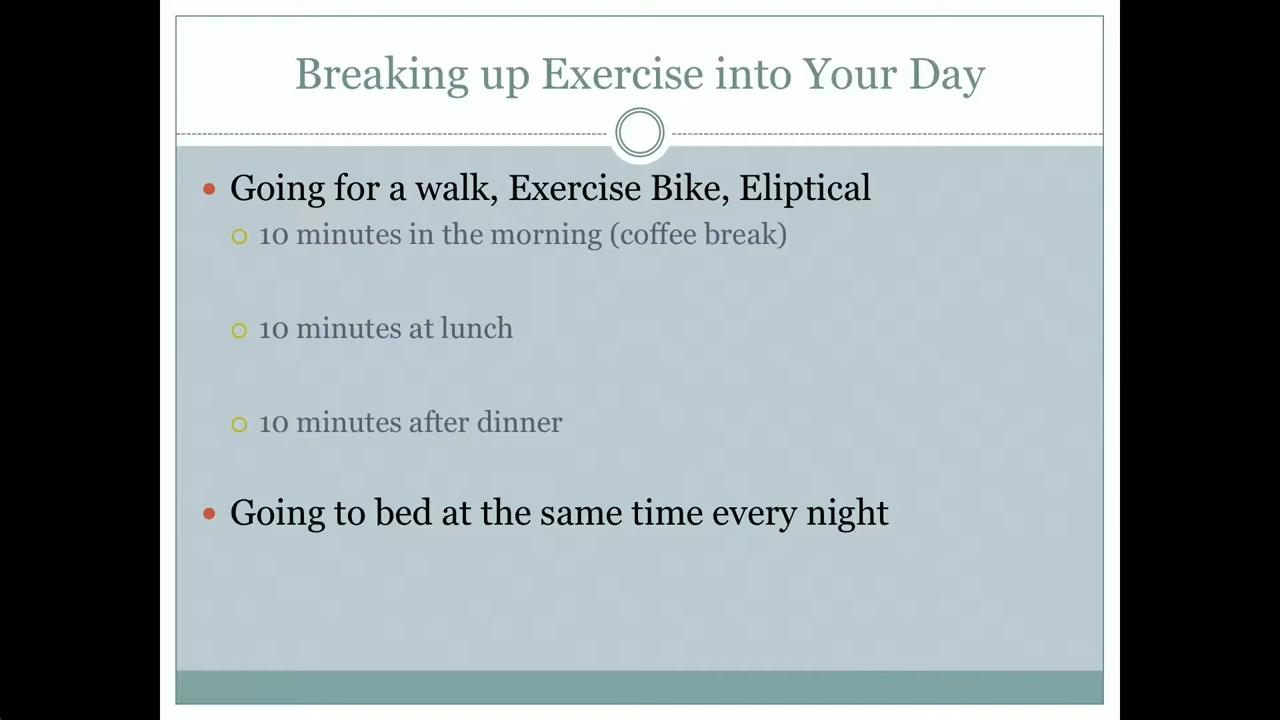 Breaking up Exercise into Your Day
Going for a walk, Exercise Bike, Eliptical
10 minutes in the morning (coffee break)
10 minutes at lunch
10 minutes after dinner
Going to bed at the same time every night